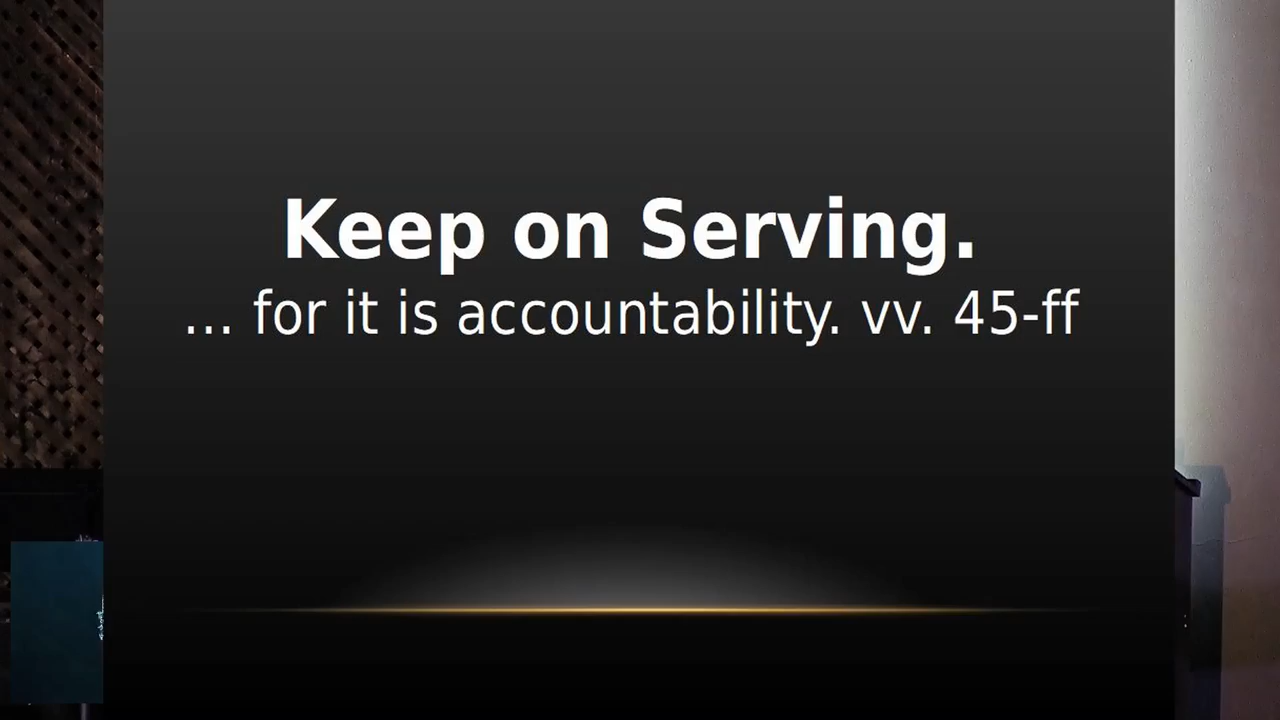 Keep on Serving.
... for it is accountability. vv. 45-ff